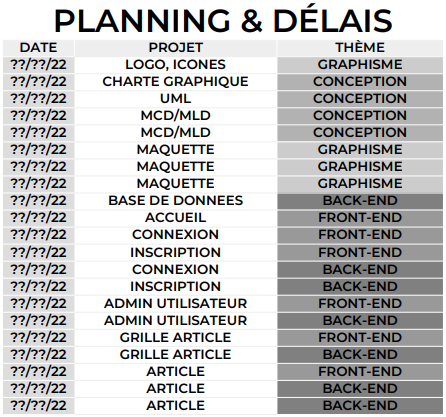 PLANNING & DÉLAIS
DATE PROJET THÈME
??/??/22 LOGO, ICONES GRAPHISME
??/??/22 CHARTE GRAPHIQUE CONCEPTION
??/??/22 UML CONCEPTION
??/??/22 MCD/MLD CONCEPTION
??/??/22 MCD/MLD CONCEPTION
??/??/22 MAQUETTE GRAPHISME
??/??/22 MAQUETTE GRAPHISME
??/??/22 MAQUETTE GRAPHISME
??/??/22 BASE DE DONNEES BACK-END
??/??/22 ACCUEIL FRONT-END
??/??/22 CONNEXION FRONT-END
??/??/22 INSCRIPTION FRONT-END
??/??/22 CONNEXION BACK-END
??/??/22 INSCRIPTION BACK-END
??/??/22 ADMIN UTILISATEUR FRONT-END
??/??/22 ADMIN UTILISATEUR BACK-END
??/??/22 GRILLE ARTICLE FRONT-END
??/??/22 GRILLE ARTICLE BACK-END
??/??/22 ARTICLE FRONT-END
??/??/22 ARTICLE BACK-END
??/??/22 ARTICLE BACK-END